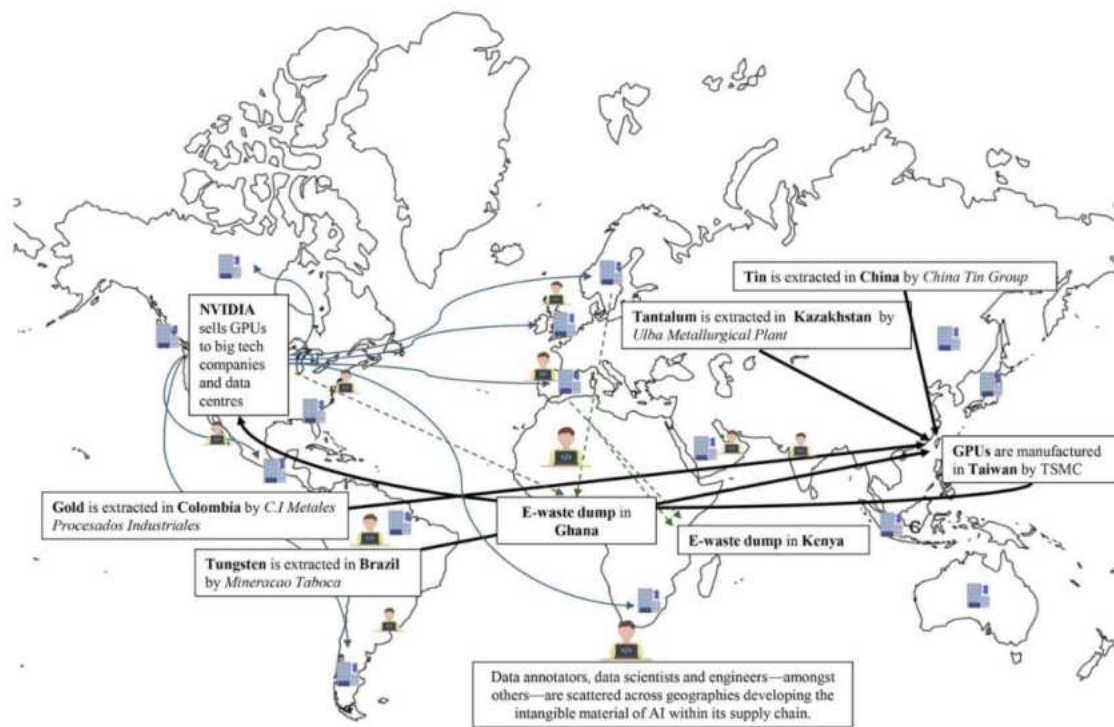 Tin is extracted in China by China Tin Group
NVIDIA
sells GPUs
to big tech
companies
and data
centres
Tantalum is extracted in Kazakhstan by
Ulba Metallurgical Plant
GPUs are manufactured
in Taiwan by TSMC
Gold is extracted in Colombia by C.I Metales
Procesados Industriales
E-waste dump in
Ghana
E-waste dump in Kenya
Tungsten is extracted in Brazil
by Mineracao Taboca
Data annotators, data scientists and engineers—amongst
others—are scattered across geographies developing the
intangible material of AI within its supply chain.